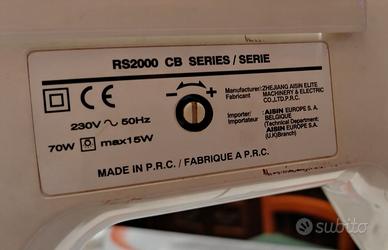 RS2000 CB SERIES / SERIE
CE
− +
Manufacturer: ZHEJIANG AISIN ELITE
Fabricant MACHINERY & ELECTRIC
CO.,LTD.P.R.C.
230V ~ 50Hz
70W max15W
Importer: AISIN EUROPE S.A.
Importateur BELGIQUE
(Technical Department:
AISIN EUROPE S.A.
(U.K)Branch)
MADE IN P.R.C. / FABRIQUE A P.R.C.
subito